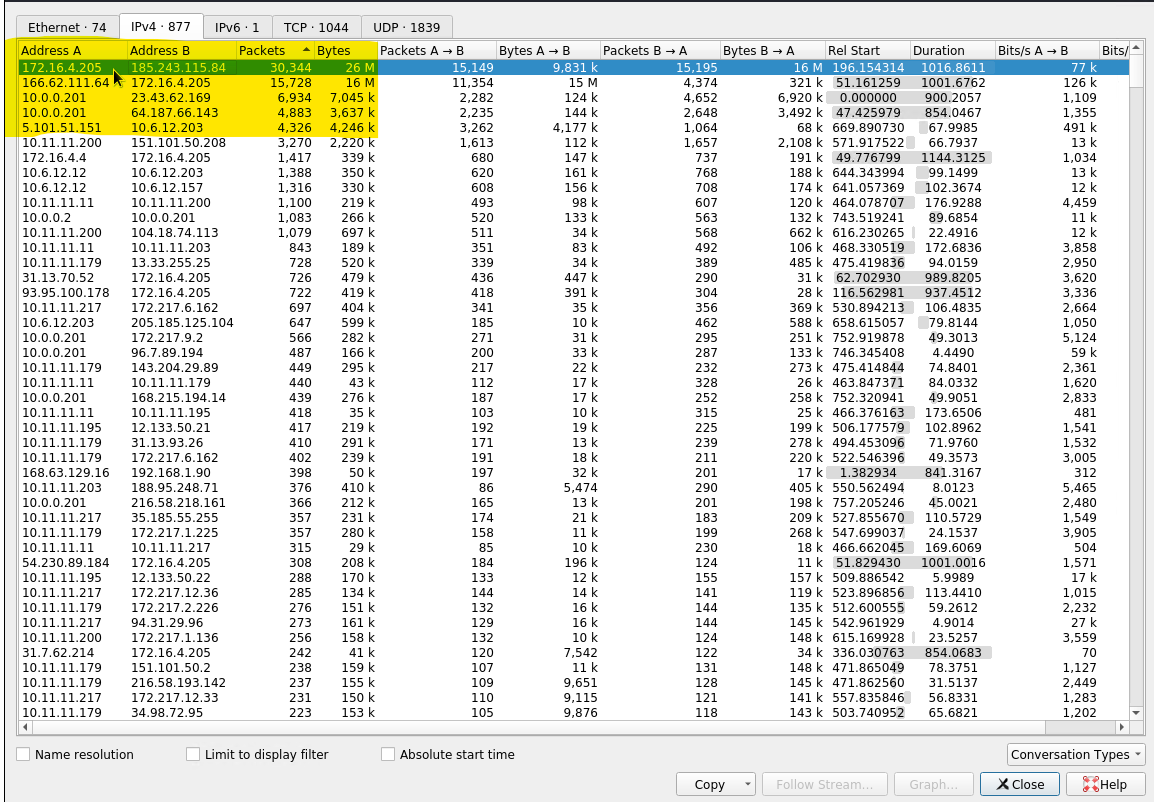 Ethernet · 74 IPv4 · 877 IPv6 · 1 TCP · 1044 UDP · 1839
Address A Address B Packets Bytes Packets A → B Bytes A → B Packets B → A Bytes B → A Rel Start Duration Bits/s A → B Bits/
172.16.4.205 185.243.115.84 30,344 26 M 15,149 9,831 k 15,195 16 M 196.154314 1016.8611 77 k
166.62.111.64 172.16.4.205 15,728 16 M 11,354 15 M 4,374 321 k 51.161259 1001.6762 126 k
10.0.0.201 23.43.62.169 6,934 7,045 k 2,282 124 k 4,652 6,920 k 0.000000 900.2057 1,109
10.0.0.201 64.187.66.143 4,883 3,637 k 2,235 144 k 2,648 3,492 k 47.425979 854.0467 1,355
5.101.51.151 10.6.12.203 4,326 4,246 k 3,262 4,177 k 1,064 68 k 669.890730 67.9985 491 k
10.11.11.200 151.101.50.208 3,270 2,220 k 1,613 112 k 1,657 2,108 k 571.917522 66.7937 13 k
172.16.4.4 172.16.4.205 1,417 339 k 680 147 k 737 191 k 49.776799 1144.3125 1,034
10.6.12.12 10.6.12.203 1,388 350 k 620 161 k 768 188 k 644.343994 99.1499 13 k
10.6.12.12 10.6.12.157 1,316 330 k 608 156 k 708 174 k 641.057369 102.3674 12 k
10.11.11.11 10.11.11.200 1,100 219 k 493 98 k 607 120 k 464.078707 176.9288 4,459
10.0.0.2 10.0.0.201 1,083 266 k 520 133 k 563 132 k 743.519241 89.6854 11 k
10.11.11.200 104.18.74.113 1,079 697 k 511 34 k 568 662 k 616.230265 22.4916 12 k
10.11.11.11 10.11.11.203 843 189 k 351 83 k 492 106 k 468.330519 172.6836 3,858
10.11.11.179 13.33.255.25 728 520 k 339 34 k 389 485 k 475.419836 94.0159 2,950
31.13.70.52 172.16.4.205 726 479 k 436 447 k 290 31 k 62.702930 989.8205 3,620
93.95.100.178 172.16.4.205 722 419 k 418 391 k 304 28 k 116.562981 937.4512 3,336
10.11.11.217 172.217.6.162 697 404 k 341 35 k 356 369 k 530.894213 106.4835 2,664
10.6.12.203 205.185.125.104 647 599 k 185 10 k 462 588 k 658.615057 79.8144 1,050
10.0.0.201 172.217.9.2 566 282 k 271 31 k 295 251 k 752.919878 49.3013 5,124
10.0.0.201 96.7.89.194 487 166 k 200 33 k 287 133 k 746.345408 4.4490 59 k
10.11.11.179 143.204.29.89 449 295 k 217 22 k 232 273 k 475.414844 74.8401 2,361
10.11.11.11 10.11.11.179 440 43 k 112 17 k 328 26 k 463.847371 84.0332 1,620
10.0.0.201 168.215.194.14 439 276 k 187 17 k 252 258 k 752.320941 49.9051 2,833
10.11.11.11 10.11.11.195 418 35 k 103 10 k 315 25 k 466.376163 173.6506 481
10.11.11.195 12.133.50.21 417 219 k 192 19 k 225 199 k 506.177579 102.8962 1,541
10.11.11.179 31.13.93.26 410 291 k 171 13 k 239 278 k 494.453096 71.9760 1,532
10.11.11.179 172.217.6.162 402 239 k 191 18 k 211 220 k 522.546396 49.3573 3,005
168.63.129.16 192.168.1.90 398 50 k 197 32 k 201 17 k 1.382934 841.3167 312
10.11.11.203 188.95.248.71 376 410 k 86 5,474 290 405 k 550.562494 8.0123 5,465
10.0.0.201 216.58.218.161 366 212 k 165 13 k 201 198 k 757.205246 45.0021 2,480
10.11.11.217 35.185.55.255 357 231 k 174 21 k 183 209 k 527.855670 110.5729 1,549
10.11.11.179 172.217.1.225 357 280 k 158 11 k 199 268 k 547.699037 24.1537 3,905
10.11.11.11 10.11.11.217 315 29 k 85 10 k 230 18 k 466.662045 169.6069 504
54.230.89.184 172.16.4.205 308 208 k 184 196 k 124 11 k 51.829430 1001.0016 1,571
10.11.11.195 12.133.50.22 288 170 k 133 12 k 155 157 k 509.886542 5.9989 17 k
10.11.11.179 172.217.12.36 285 134 k 144 14 k 141 119 k 523.896856 113.4410 1,015
10.11.11.179 172.217.2.226 276 151 k 132 16 k 144 135 k 512.600555 59.2612 2,232
10.11.11.217 94.31.29.96 273 161 k 129 16 k 144 145 k 542.961929 4.9014 27 k
10.11.11.200 172.217.1.136 256 158 k 132 10 k 124 148 k 615.169928 23.5257 3,559
31.7.62.214 172.16.4.205 242 41 k 120 7,542 122 34 k 336.030763 854.0683 70
10.11.11.179 151.101.50.2 238 159 k 107 11 k 131 148 k 471.865049 78.3751 1,127
10.11.11.179 216.58.193.142 237 155 k 109 9,651 128 145 k 471.862560 31.5137 2,449
10.11.11.217 172.217.12.33 231 150 k 110 9,115 121 141 k 557.835846 56.8331 1,283
10.11.11.179 34.98.72.95 223 153 k 105 9,876 118 143 k 503.740952 65.6821 1,202
Name resolution Limit to display filter Absolute start time Conversation Types
Copy Follow Stream... Graph... Close Help